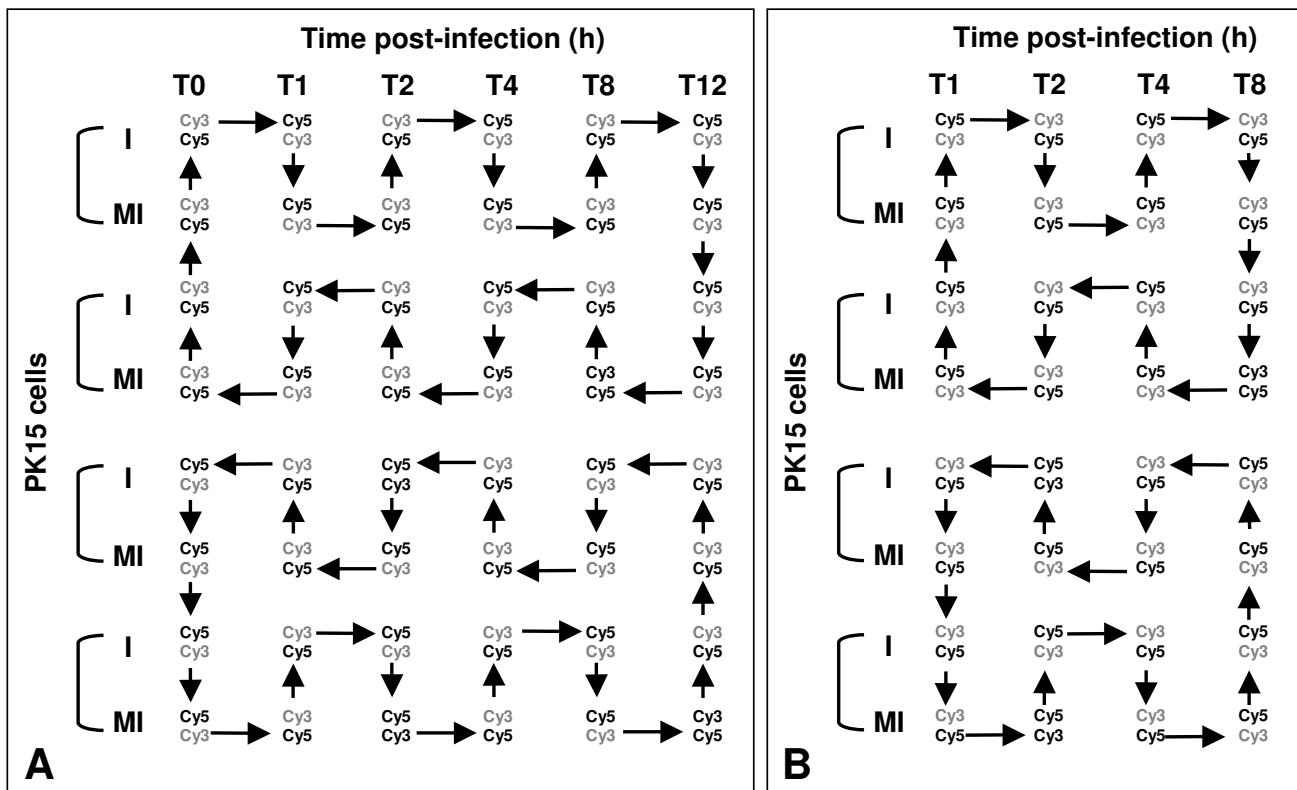 Time post-infection (h)
T0 T1 T2 T4 T8 T12
PK15 cells
I
Cy3 Cy5 Cy3 Cy5 Cy3 Cy5
Cy5 Cy3 Cy5 Cy3 Cy5 Cy3
MI
Cy3 Cy5 Cy3 Cy5 Cy3 Cy5
Cy5 Cy3 Cy5 Cy3 Cy5 Cy3
I
Cy3 Cy5 Cy3 Cy5 Cy3 Cy5
Cy5 Cy3 Cy5 Cy3 Cy5 Cy3
MI
Cy3 Cy5 Cy3 Cy5 Cy3 Cy5
Cy5 Cy3 Cy5 Cy3 Cy5 Cy3
I
Cy5 Cy3 Cy5 Cy3 Cy5 Cy3
Cy3 Cy5 Cy3 Cy5 Cy3 Cy5
MI
Cy5 Cy3 Cy5 Cy3 Cy5 Cy3
Cy3 Cy5 Cy3 Cy5 Cy3 Cy5
I
Cy5 Cy3 Cy5 Cy3 Cy5 Cy3
Cy3 Cy5 Cy3 Cy5 Cy3 Cy5
MI
Cy5 Cy3 Cy5 Cy3 Cy5 Cy3
Cy3 Cy5 Cy3 Cy5 Cy3 Cy5
A
Time post-infection (h)
T1 T2 T4 T8
PK15 cells
I
Cy5 Cy3 Cy5 Cy3
Cy3 Cy5 Cy3 Cy5
MI
Cy5 Cy3 Cy5 Cy3
Cy3 Cy5 Cy3 Cy5
I
Cy5 Cy3 Cy5 Cy3
Cy3 Cy5 Cy3 Cy5
MI
Cy5 Cy3 Cy5 Cy3
Cy3 Cy5 Cy3 Cy5
I
Cy3 Cy5 Cy3 Cy5
Cy5 Cy3 Cy5 Cy3
MI
Cy3 Cy5 Cy3 Cy5
Cy5 Cy3 Cy5 Cy3
I
Cy3 Cy5 Cy3 Cy5
Cy5 Cy3 Cy5 Cy3
MI
Cy3 Cy5 Cy3 Cy5
Cy5 Cy3 Cy5 Cy3
B